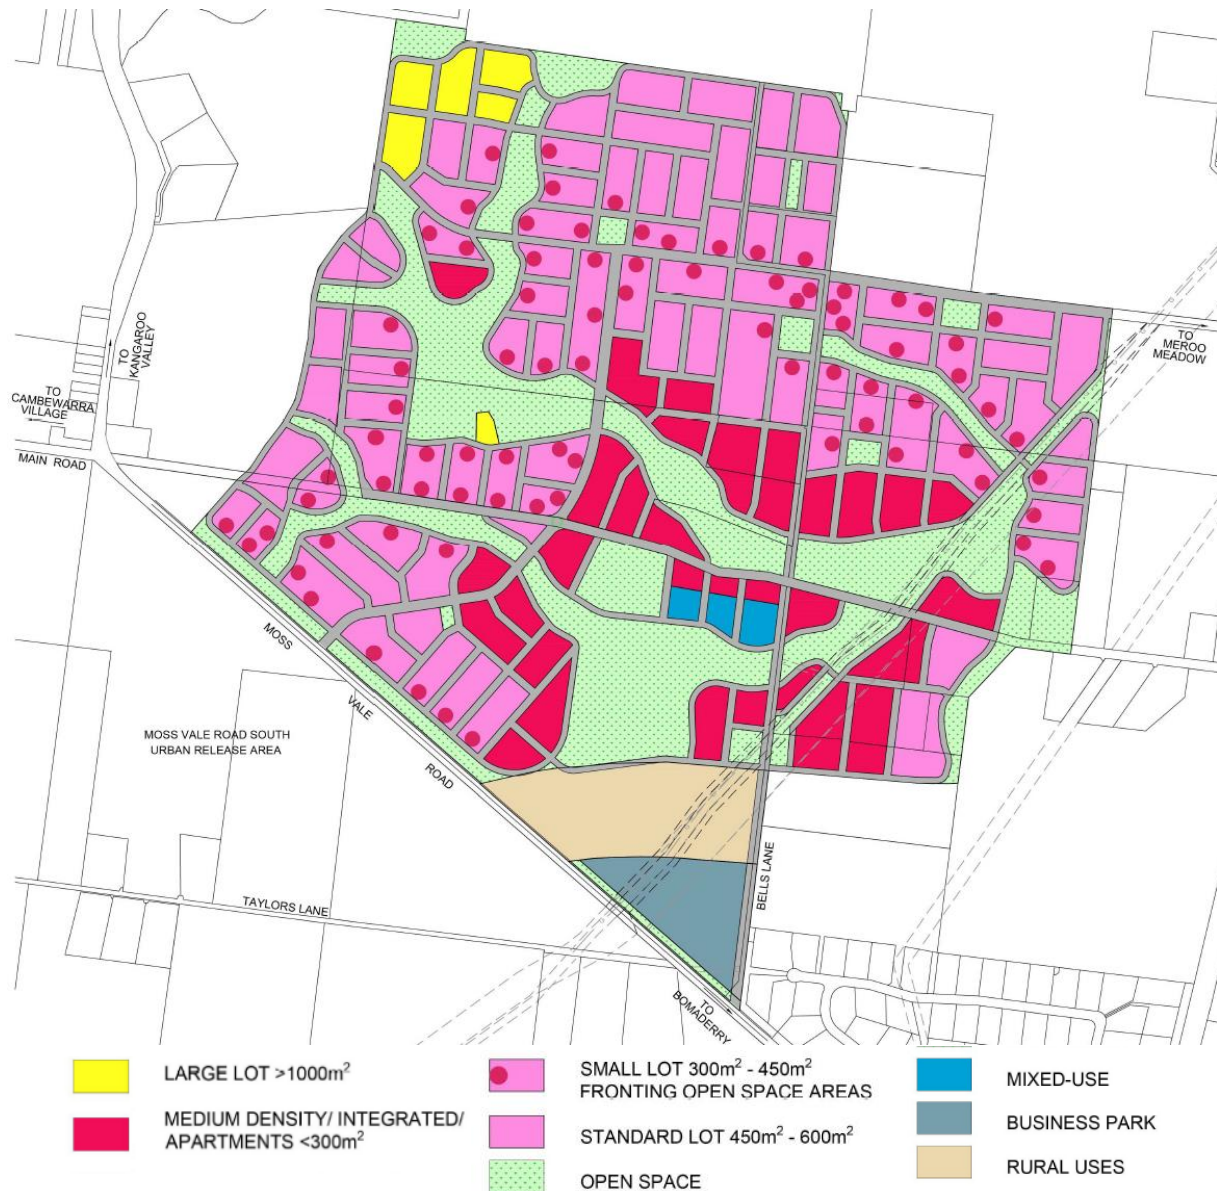 TO
KANGAROO
VALLEY
TO
CAMBEWARRA
VILLAGE
MAIN ROAD
TO
MEROO
MEADOW
MOSS
VALE
ROAD
MOSS VALE ROAD SOUTH
URBAN RELEASE AREA
TAYLORS LANE
BELLS LANE
TO
BOMADERRY
LARGE LOT >1000m²
MEDIUM DENSITY/ INTEGRATED/
APARTMENTS <300m²
SMALL LOT 300m² - 450m²
FRONTING OPEN SPACE AREAS
STANDARD LOT 450m² - 600m²
OPEN SPACE
MIXED-USE
BUSINESS PARK
RURAL USES